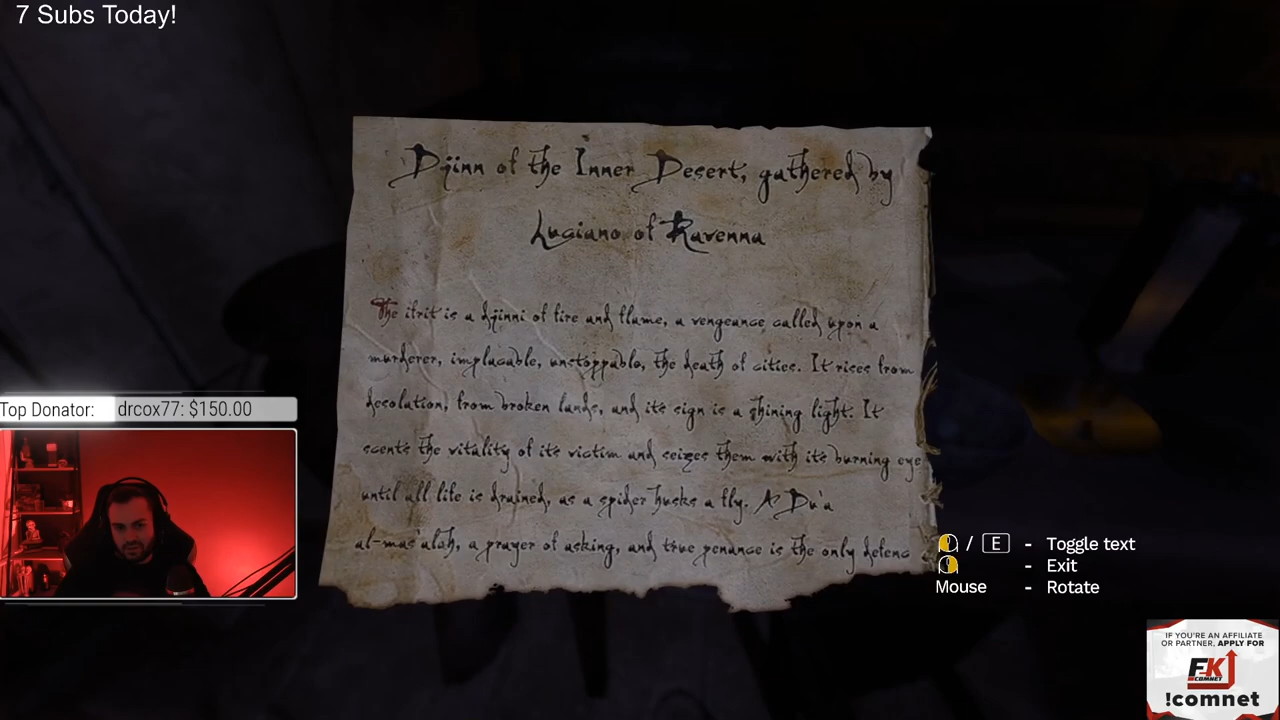 7 Subs Today!
Djinn of the Inner Desert, gathered by
Luciano of Ravenna
The ifrit is a djinni of fire and flame, a vengeance called upon a
murderer, implacable, unstoppable, the death of cities. It rises from
desolation, from broken lands, and its sign is a shining light. It
scents the vitality of its victim and seizes them with its burning eye
until all life is drained, as a spider husks a fly. A Du'a
al-mas'alah, a prayer of asking, and true penance is the only defenc
Top Donator: drcox77: $150.00
/ E - Toggle text
- Exit
Mouse - Rotate
IF YOU'RE AN AFFILIATE
OR PARTNER, APPLY FOR
FK
COMNET
!comnet